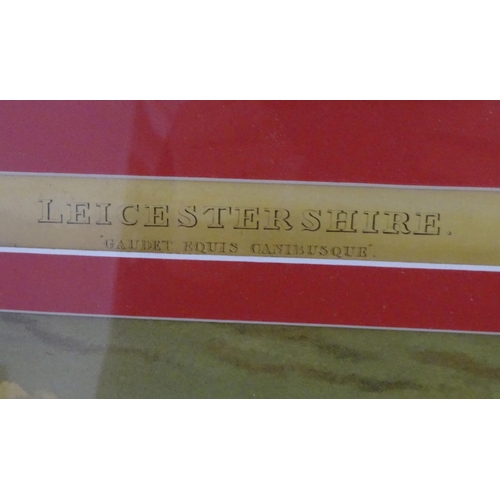 LEICESTERSHIRE.
'GAUDET EQUIS CANIBUSQUE'.